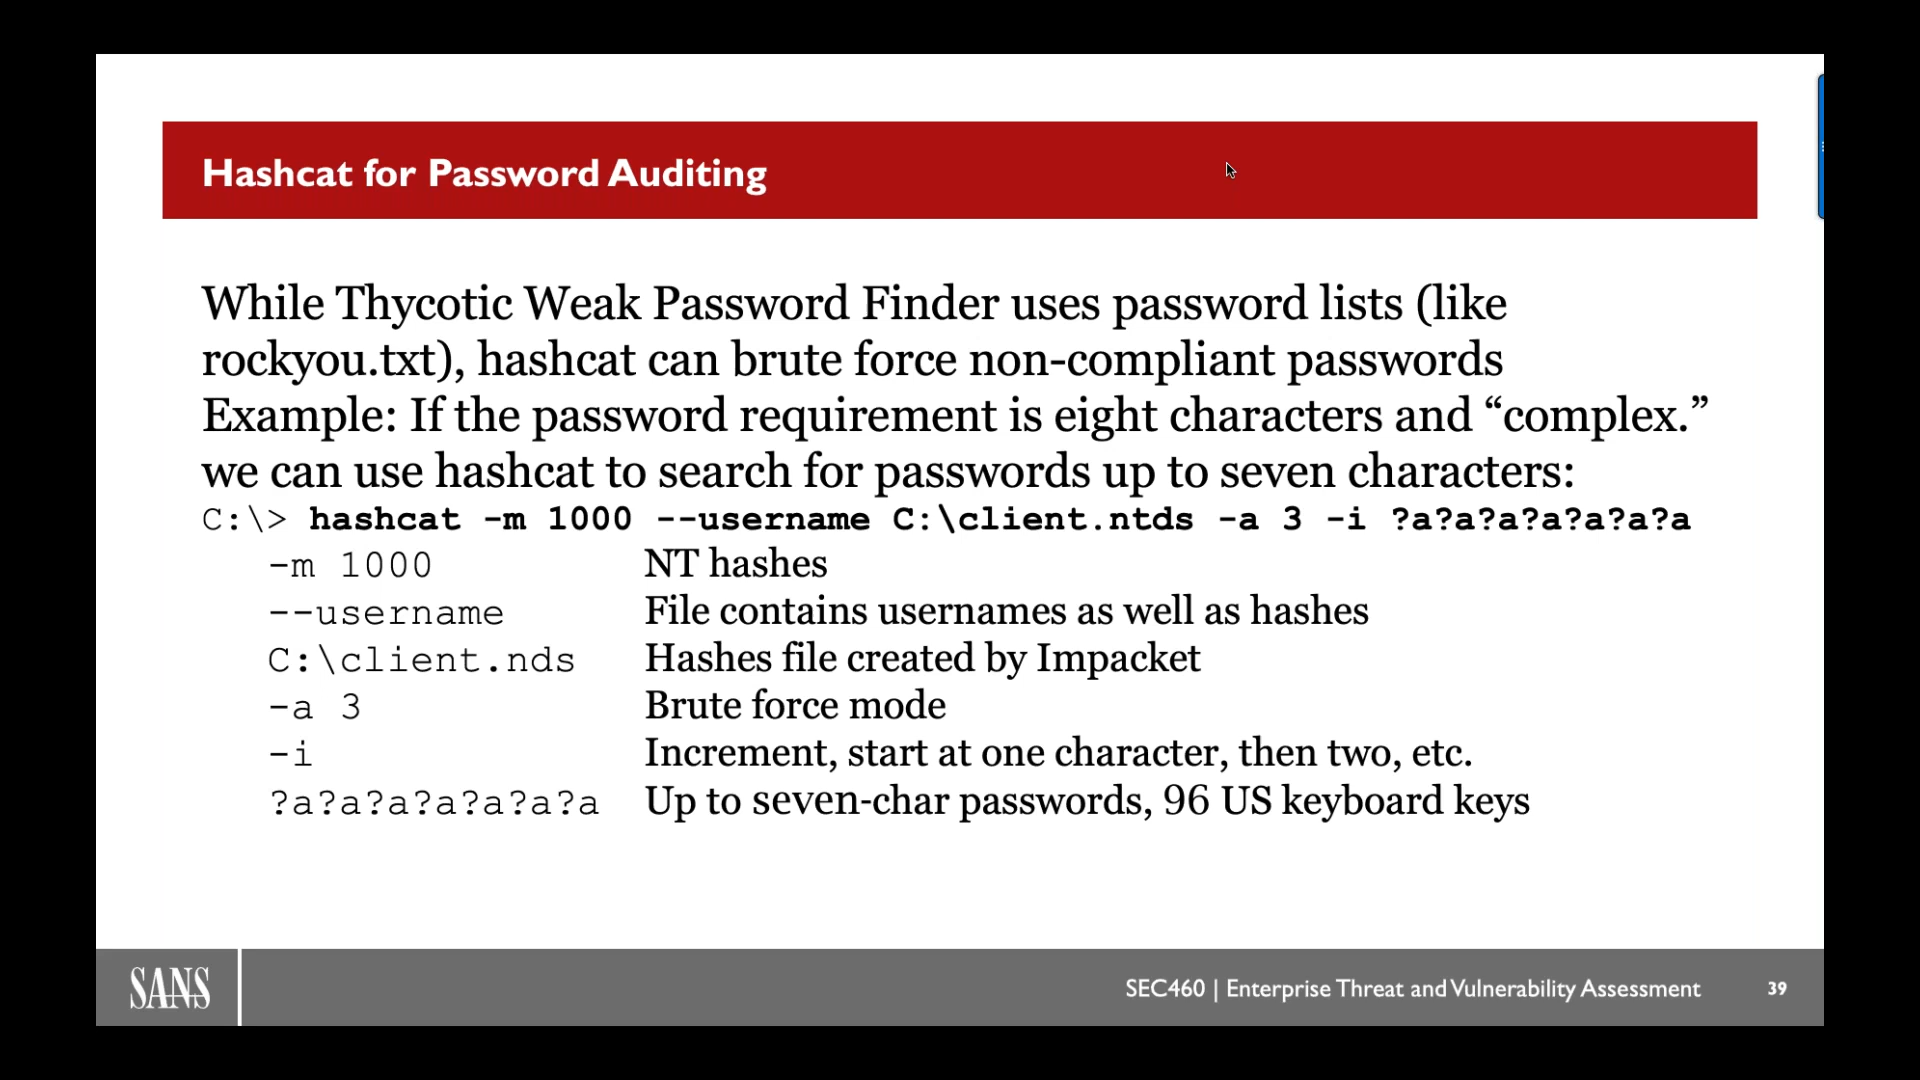 Hashcat for Password Auditing
While Thycotic Weak Password Finder uses password lists (like
rockyou.txt), hashcat can brute force non-compliant passwords
Example: If the password requirement is eight characters and “complex.”
we can use hashcat to search for passwords up to seven characters:
C:\> hashcat -m 1000 --username C:\client.ntds -a 3 -i ?a?a?a?a?a?a?a
-m 1000 NT hashes
--username File contains usernames as well as hashes
C:\client.nds Hashes file created by Impacket
-a 3 Brute force mode
-i Increment, start at one character, then two, etc.
?a?a?a?a?a?a?a Up to seven-char passwords, 96 US keyboard keys
SANS
SEC460 | Enterprise Threat and Vulnerability Assessment 39